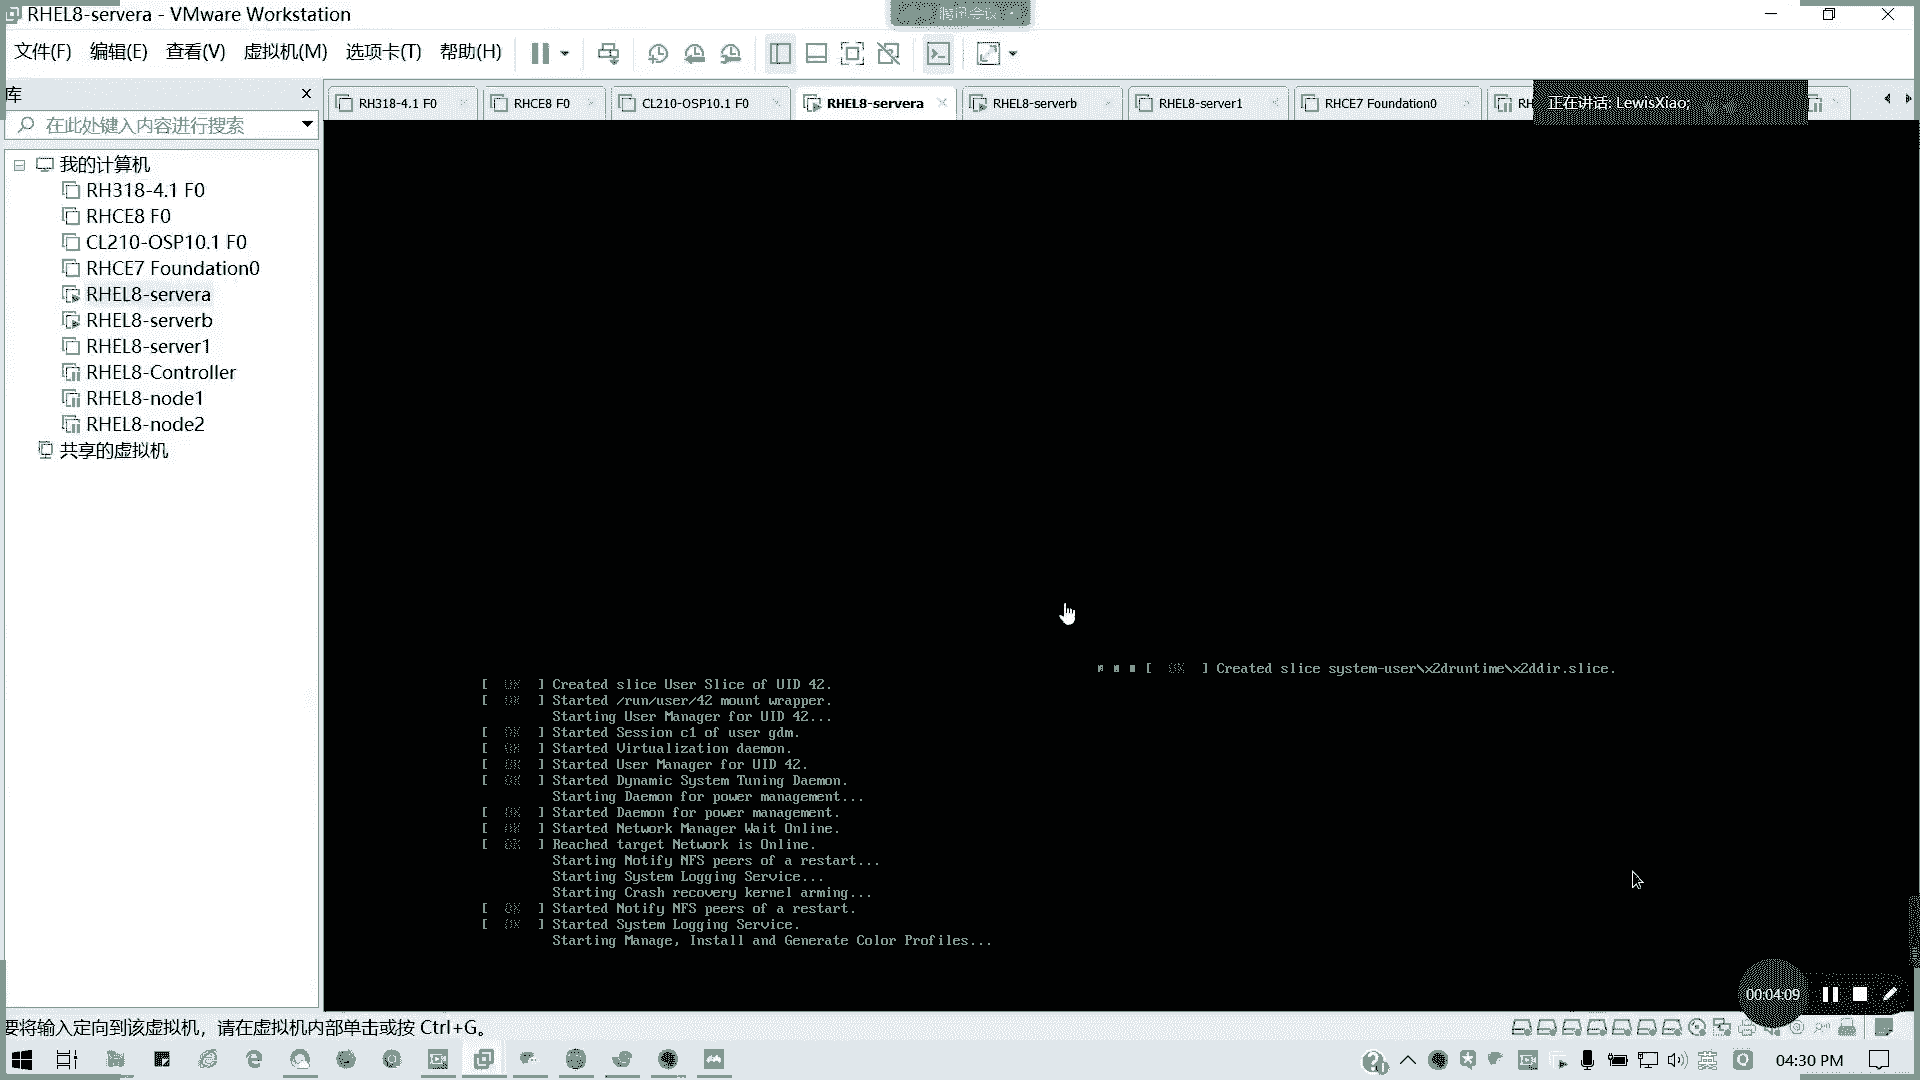 RHEL8-servera - VMware Workstation
腾讯会议
文件(F) 编辑(E) 查看(V) 虚拟机(M) 选项卡(T) 帮助(H)
库
在此处键入内容进行搜索
RH318-4.1 F0 RHCE8 F0 CL210-OSP10.1 F0 RHEL8-servera RHEL8-serverb RHEL8-server1 RHCE7 Foundation0 RH
正在讲话: LewisXiao;
我的计算机
RH318-4.1 F0
RHCE8 F0
CL210-OSP10.1 F0
RHCE7 Foundation0
RHEL8-servera
RHEL8-serverb
RHEL8-server1
RHEL8-Controller
RHEL8-node1
RHEL8-node2
共享的虚拟机
[ OK ] Created slice system-user\x2druntime\x2ddir.slice.
[ OK ] Created slice User Slice of UID 42.
[ OK ] Started /run/user/42 mount wrapper.
Starting User Manager for UID 42...
[ OK ] Started Session c1 of user gdm.
[ OK ] Started Virtualization daemon.
[ OK ] Started User Manager for UID 42.
[ OK ] Started Dynamic System Tuning Daemon.
Starting Daemon for power management...
[ OK ] Started Daemon for power management.
[ OK ] Started Network Manager Wait Online.
[ OK ] Reached target Network is Online.
Starting Notify NFS peers of a restart...
Starting System Logging Service...
Starting Crash recovery kernel arming...
[ OK ] Started Notify NFS peers of a restart.
[ OK ] Started System Logging Service.
Starting Manage, Install and Generate Color Profiles...
00:04:09
要将输入定向到该虚拟机，请在虚拟机内部单击或按 Ctrl+G。
英
04:30 PM